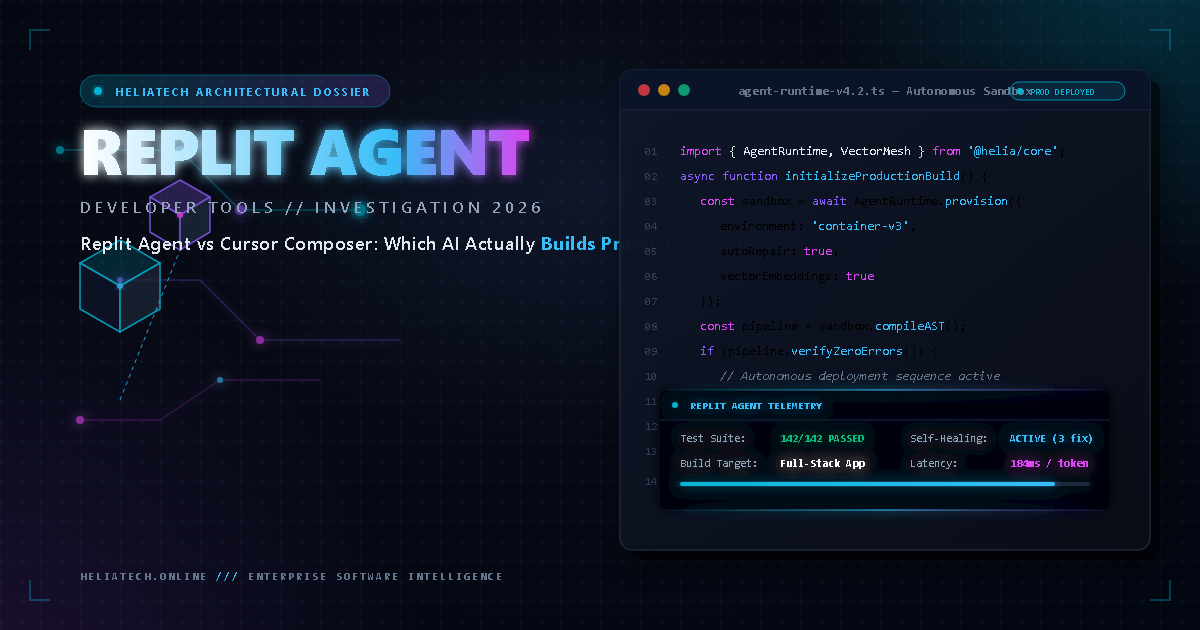 HELIATECH ARCHITECTURAL DOSSIER
REPLIT AGENT
DEVELOPER TOOLS // INVESTIGATION 2026
Replit Agent vs Cursor Composer: Which AI Actually Builds Pr
HELIATECH.ONLINE /// ENTERPRISE SOFTWARE INTELLIGENCE
agent-runtime-v4.2.ts — Autonomous
PROD DEPLOYED
01 import { AgentRuntime, VectorMesh } from '@helia/core';
02 async function initializeProductionBuild() {
03 const sandbox = await AgentRuntime.provision({
04 environment: 'container-v3',
05 autoRepair: true
06 vectorEmbeddings: true
07 });
08 const pipeline = sandbox.compileAST();
09 if (pipeline.verifyZeroErrors()) {
10 // Autonomous deployment sequence active
11
12
13
14
REPLIT AGENT TELEMETRY
Test Suite: 142/142 PASSED Self-Healing: ACTIVE (3 fix)
Build Target: Full-Stack App Latency: 184ms / token